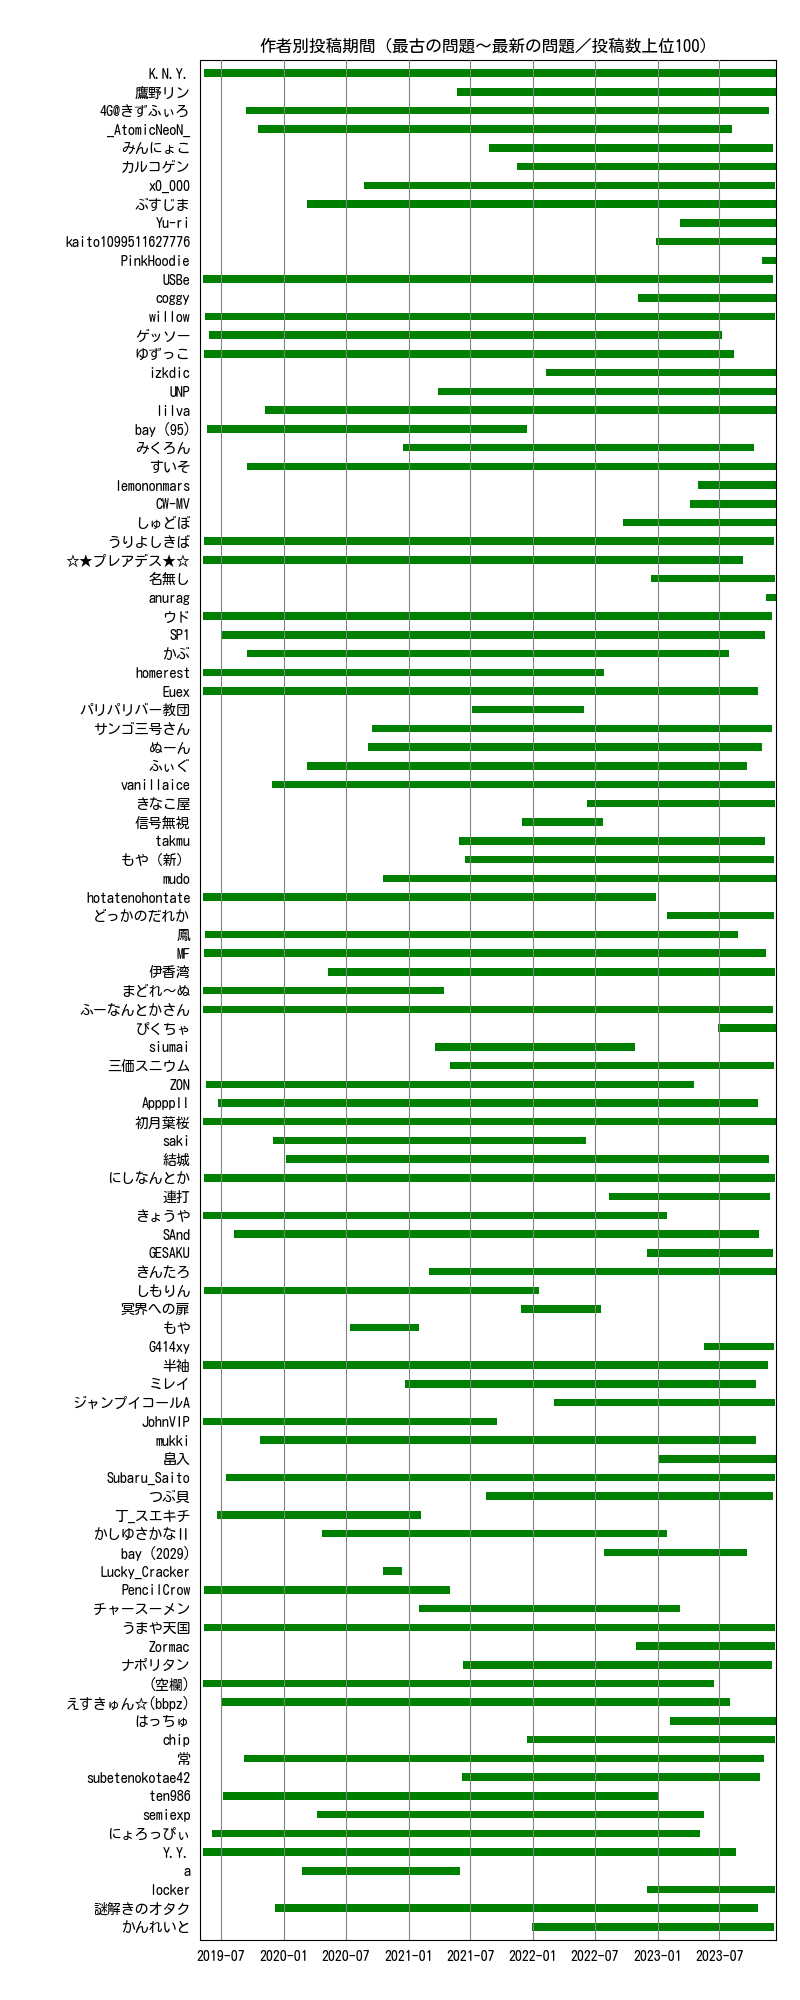 作者別投稿期間（最古の問題～最新の問題／投稿数上位100）
K.N.Y.
鷹野リン
4G@きずふぃろ
_AtomicNeoN_
みんにょこ
カルコゲン
x0_000
ぷすじま
Yu-ri
kaito1099511627776
PinkHoodie
USBe
coggy
willow
ゲッソー
ゆずっこ
izkdic
UNP
lilva
bay (95)
みくろん
すいそ
lemononmars
CW-MV
しゅどぼ
うりよしきば
☆★プレアデス★☆
名無し
anurag
ウド
SP1
かぶ
homerest
Euex
パリパリバー教団
サンゴ三号さん
ぬーん
ふぃぐ
vanillaice
きなこ屋
信号無視
takmu
もや（新）
mudo
hotatenohontate
どっかのだれか
鳳
MF
伊香湾
まどれ～ぬ
ふーなんとかさん
ぴくちゃ
siumai
三価スニウム
ZON
Appppll
初月葉桜
saki
結城
にしなんとか
連打
きょうや
SAnd
GESAKU
きんたろ
しもりん
冥界への扉
もや
G414xy
半袖
ミレイ
ジャンプイコールA
JohnVIP
mukki
畠入
Subaru_Saito
つぶ貝
丁_スエキチ
かしゆさかなII
bay (2029)
Lucky_Cracker
PencilCrow
チャースーメン
うまや天国
Zormac
ナポリタン
(空欄)
えすきゅん☆(bbpz)
はっちゅ
chip
常
subetenokotae42
ten986
semiexp
にょろっぴぃ
Y.Y.
a
locker
謎解きのオタク
かんれいと
2019-07 2020-01 2020-07 2021-01 2021-07 2022-01 2022-07 2023-01 2023-07